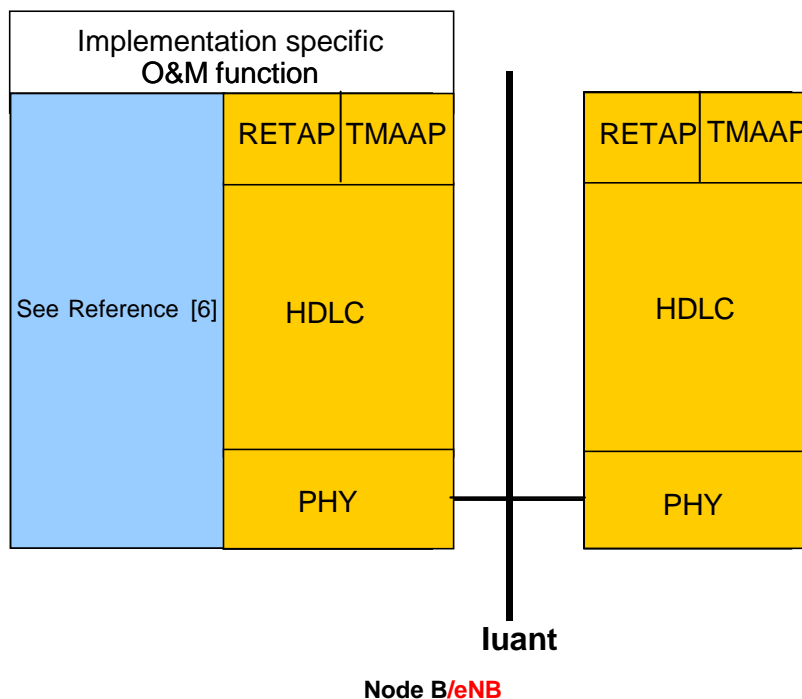 Implementation specific
O&M function
RETAP TMAAP
RETAP TMAAP
See Reference [6]
HDLC
HDLC
PHY
PHY
Iuant
Node B/eNB